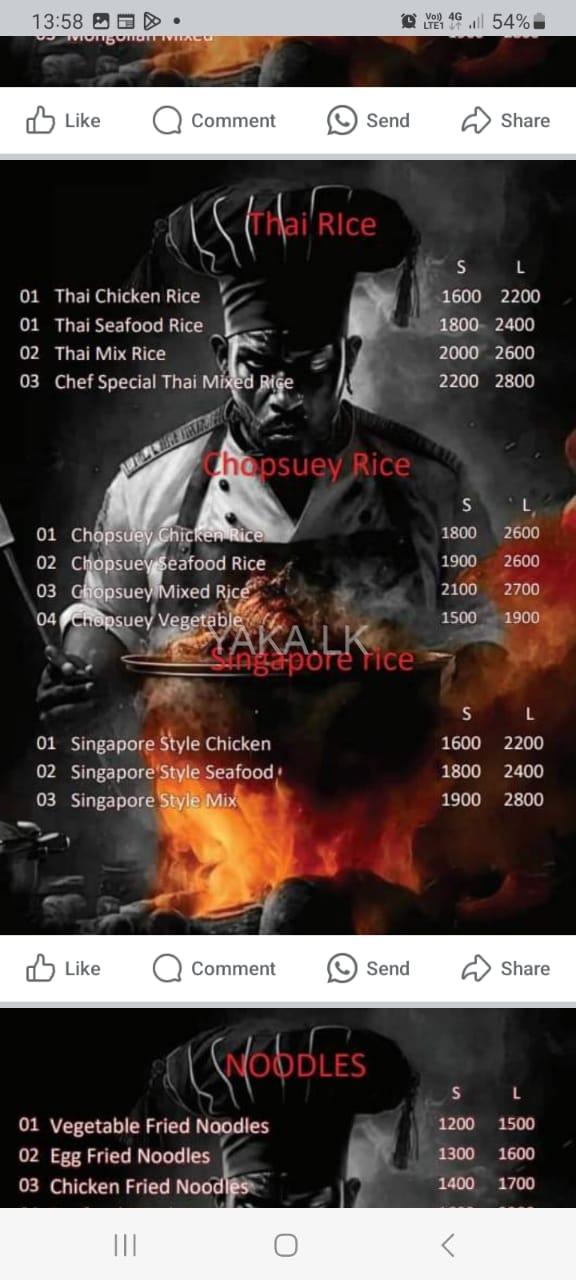 13:58 Vo)) LTE1 4G 54%
03 Mongolian Mixed
Like Comment Send Share
Thai RIce
S L
01 Thai Chicken Rice 1600 2200
01 Thai Seafood Rice 1800 2400
02 Thai Mix Rice 2000 2600
03 Chef Special Thai Mixed Rice 2200 2800
Chopsuey Rice
S L
01 Chopsuey Chicken Rice 1800 2600
02 Chopsuey Seafood Rice 1900 2600
03 Chopsuey Mixed Rice 2100 2700
04 Chopsuey Vegetable 1500 1900
YAKA.LK
Singapore rice
S L
01 Singapore Style Chicken 1600 2200
02 Singapore Style Seafood 1800 2400
03 Singapore Style Mix 1900 2800
Like Comment Send Share
NOODLES
S L
01 Vegetable Fried Noodles 1200 1500
02 Egg Fried Noodles 1300 1600
03 Chicken Fried Noodles 1400 1700